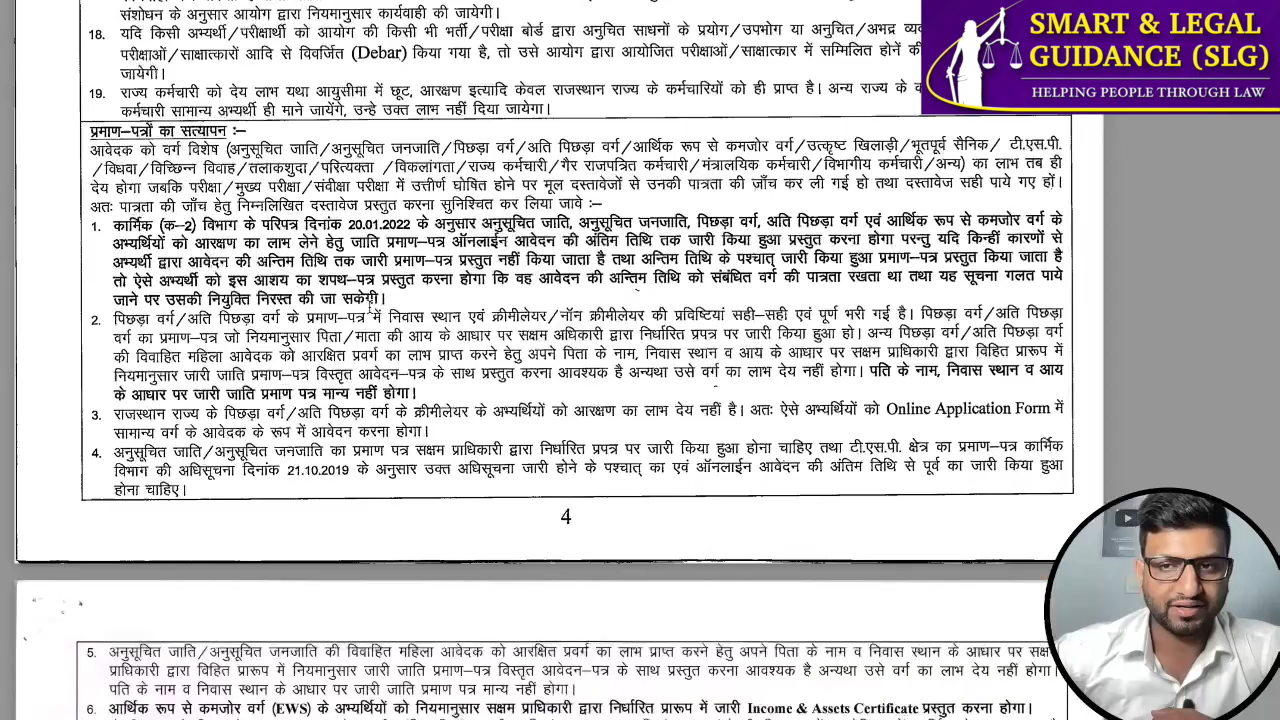 संशोधन के अनुसार आयोग द्वारा नियमानुसार कार्यवाही की जायेगी।
18. यदि किसी अभ्यर्थी/परीक्षार्थी को आयोग की किसी भी भर्ती/परीक्षा बोर्ड द्वारा अनुचित साधनों के प्रयोग/उपभोग या अनुचित/अभद्र
परीक्षाओं/साक्षात्कारों आदि से विवर्जित (Debar) किया गया है, तो उसे आयोग द्वारा आयोजित परीक्षाओं/साक्षात्कार में सम्मिलित होनें की
जायेगी।
19. राज्य कर्मचारी को देय लाभ यथा आयुसीमा में छूट, आरक्षण इत्यादि केवल राजस्थान राज्य के कर्मचारियों को ही प्राप्त है। अन्य राज्य के
कर्मचारी सामान्य अभ्यर्थी ही माने जायेंगे, उन्हे उक्त लाभ नहीं दिया जायेगा।
SMART & LEGAL
GUIDANCE (SLG)
HELPING PEOPLE THROUGH LAW
प्रमाण–पत्रों का सत्यापन :–
आवेदक को वर्ग विशेष (अनुसूचित जाति/अनुसूचित जनजाति/पिछड़ा वर्ग/अति पिछड़ा वर्ग/आर्थिक रूप से कमजोर वर्ग/उत्कृष्ट खिलाड़ी/भूतपूर्व सैनिक/ टी.एस.पी.
/विधवा/विच्छिन्न विवाह/तलाकशुदा/परित्यक्ता /विकलांगता/राज्य कर्मचारी/गैर राजपत्रित कर्मचारी/मंत्रालयिक कर्मचारी/विभागीय कर्मचारी/अन्य) का लाभ तब ही
देय होगा जबकि परीक्षा/मुख्य परीक्षा/संवीक्षा परीक्षा में उत्तीर्ण घोषित होने पर मूल दस्तावेजों से उनकी पात्रता की जाँच कर ली गई हो तथा दस्तावेज सही पाये गए हों।
अतः पात्रता की जाँच हेतु निम्नलिखित दस्तावेज प्रस्तुत करना सुनिश्चित कर लिया जावे :–
1. कार्मिक (क–2) विभाग के परिपत्र दिनांक 20.01.2022 के अनुसार अनुसूचित जाति, अनुसूचित जनजाति, पिछड़ा वर्ग, अति पिछड़ा वर्ग एवं आर्थिक रूप से कमजोर वर्ग के
अभ्यर्थियों को आरक्षण का लाभ लेने हेतु जाति प्रमाण–पत्र ऑनलाईन आवेदन की अंतिम तिथि तक जारी किया हुआ प्रस्तुत करना होगा परन्तु यदि किन्हीं कारणों से
अभ्यर्थी द्वारा आवेदन की अन्तिम तिथि तक जारी प्रमाण–पत्र प्रस्तुत नहीं किया जाता है तथा अन्तिम तिथि के पश्चात् जारी किया हुआ प्रमाण–पत्र प्रस्तुत किया जाता है
तो ऐसे अभ्यर्थी को इस आशय का शपथ–पत्र प्रस्तुत करना होगा कि वह आवेदन की अन्तिम तिथि को संबंधित वर्ग की पात्रता रखता था तथा यह सूचना गलत पाये
जाने पर उसकी नियुक्ति निरस्त की जा सकेगी।
2. पिछड़ा वर्ग/अति पिछड़ा वर्ग के प्रमाण–पत्र में निवास स्थान एवं क्रीमीलेयर/नॉन क्रीमीलेयर की प्रविष्टियां सही–सही एवं पूर्ण भरी गई है। पिछड़ा वर्ग/अति पिछड़ा
वर्ग का प्रमाण–पत्र जो नियमानुसार पिता/माता की आय के आधार पर सक्षम अधिकारी द्वारा निर्धारित प्रपत्र पर जारी किया हुआ हो। अन्य पिछड़ा वर्ग/अति पिछड़ा वर्ग
की विवाहित महिला आवेदक को आरक्षित प्रवर्ग का लाभ प्राप्त करने हेतु अपने पिता के नाम, निवास स्थान व आय के आधार पर सक्षम प्राधिकारी द्वारा विहित प्रारूप में
नियमानुसार जारी जाति प्रमाण–पत्र विस्तृत आवेदन–पत्र के साथ प्रस्तुत करना आवश्यक है अन्यथा उसे वर्ग का लाभ देय नहीं होगा। पति के नाम, निवास स्थान व आय
के आधार पर जारी जाति प्रमाण पत्र मान्य नहीं होगा।
3. राजस्थान राज्य के पिछड़ा वर्ग/अति पिछड़ा वर्ग के क्रीमीलेयर के अभ्यर्थियों को आरक्षण का लाभ देय नहीं है। अतः ऐसे अभ्यर्थियों को Online Application Form में
सामान्य वर्ग के आवेदक के रूप में आवेदन करना होगा।
4. अनुसूचित जाति/अनुसूचित जनजाति का प्रमाण पत्र सक्षम प्राधिकारी द्वारा निर्धारित प्रपत्र पर जारी किया हुआ होना चाहिए तथा टी.एस.पी. क्षेत्र का प्रमाण–पत्र कार्मिक
विभाग की अधिसूचना दिनांक 21.10.2019 के अनुसार उक्त अधिसूचना जारी होने के पश्चात् का एवं ऑनलाईन आवेदन की अंतिम तिथि से पूर्व का जारी किया हुआ
होना चाहिए।
4
5. अनुसूचित जाति/अनुसूचित जनजाति की विवाहित महिला आवेदक को आरक्षित प्रवर्ग का लाभ प्राप्त करने हेतु अपने पिता के नाम व निवास स्थान के आधार पर
प्राधिकारी द्वारा विहित प्रारूप में नियमानुसार जारी जाति प्रमाण–पत्र विस्तृत आवेदन–पत्र के साथ प्रस्तुत करना आवश्यक है अन्यथा उसे वर्ग का लाभ देय नहीं होगा।
पति के नाम व निवास स्थान के आधार पर जारी जाति प्रमाण पत्र मान्य नहीं होगा।
6. आर्थिक रूप से कमजोर वर्ग (EWS) के अभ्यर्थियों को नियमानुसार सक्षम प्राधिकारी द्वारा निर्धारित प्रारूप में जारी Income & Assets Certificate प्रस्तुत करना होगा।